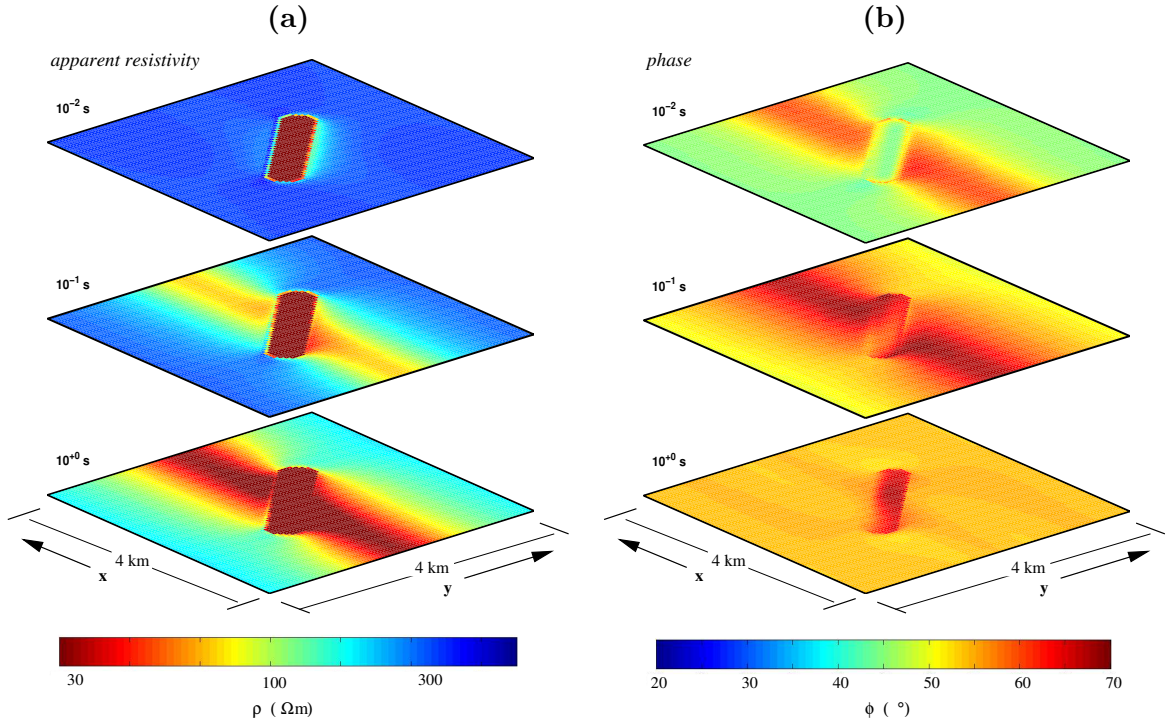 (a)
apparent resistivity
10⁻² s
10⁻¹ s
10⁺⁰ s
x
4 km
4 km
y
30 100 300
ρ ( Ωm)
(b)
phase
10⁻² s
10⁻¹ s
10⁺⁰ s
x
4 km
4 km
y
20 30 40 50 60 70
ϕ ( °)